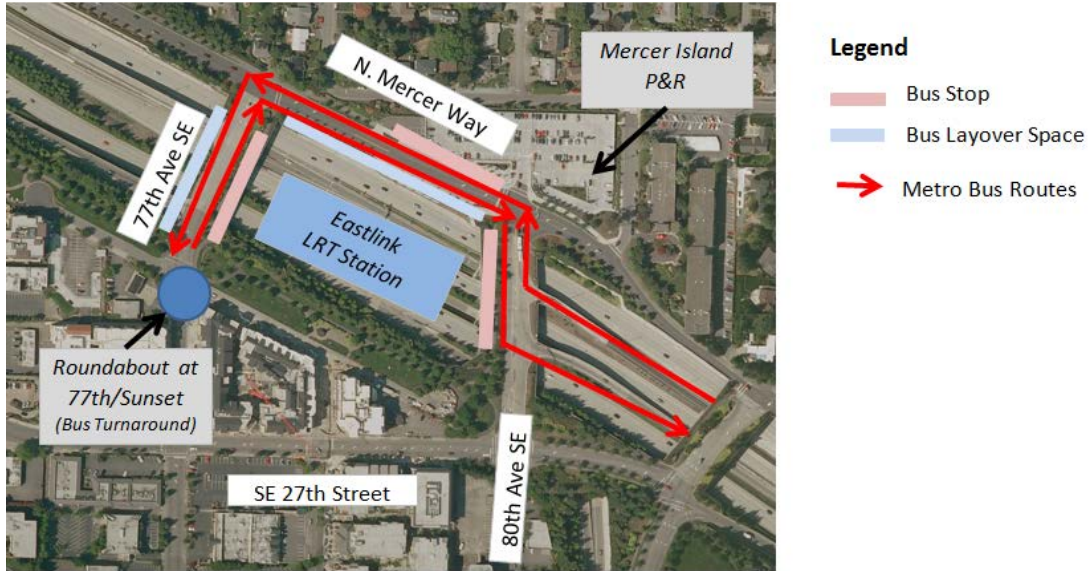 N. Mercer Way
Mercer Island
P&R
77th Ave SE
Eastlink
LRT Station
Roundabout at
77th/Sunset
(Bus Turnaround)
SE 27th Street
80th Ave SE
Legend
Bus Stop
Bus Layover Space
Metro Bus Routes